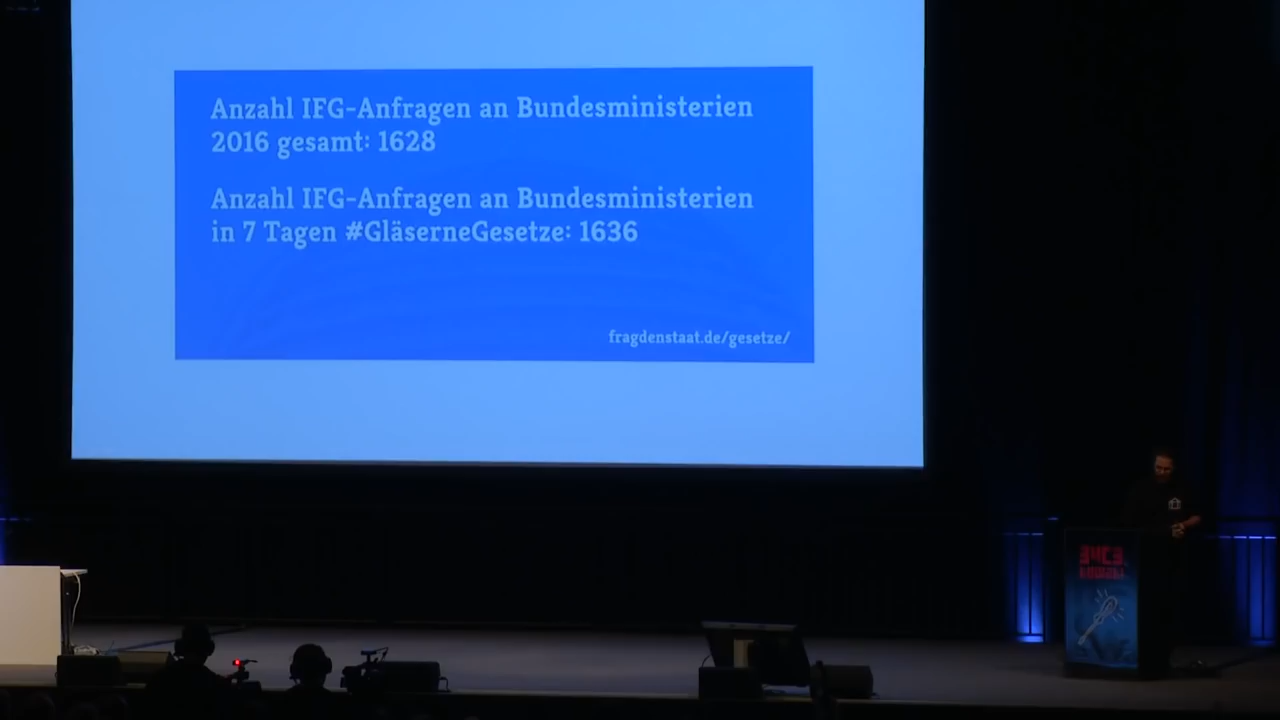 Anzahl IFG-Anfragen an Bundesministerien
2016 gesamt: 1628
Anzahl IFG-Anfragen an Bundesministerien
in 7 Tagen #GläserneGesetze: 1636
fragdenstaat.de/gesetze/
34C3.